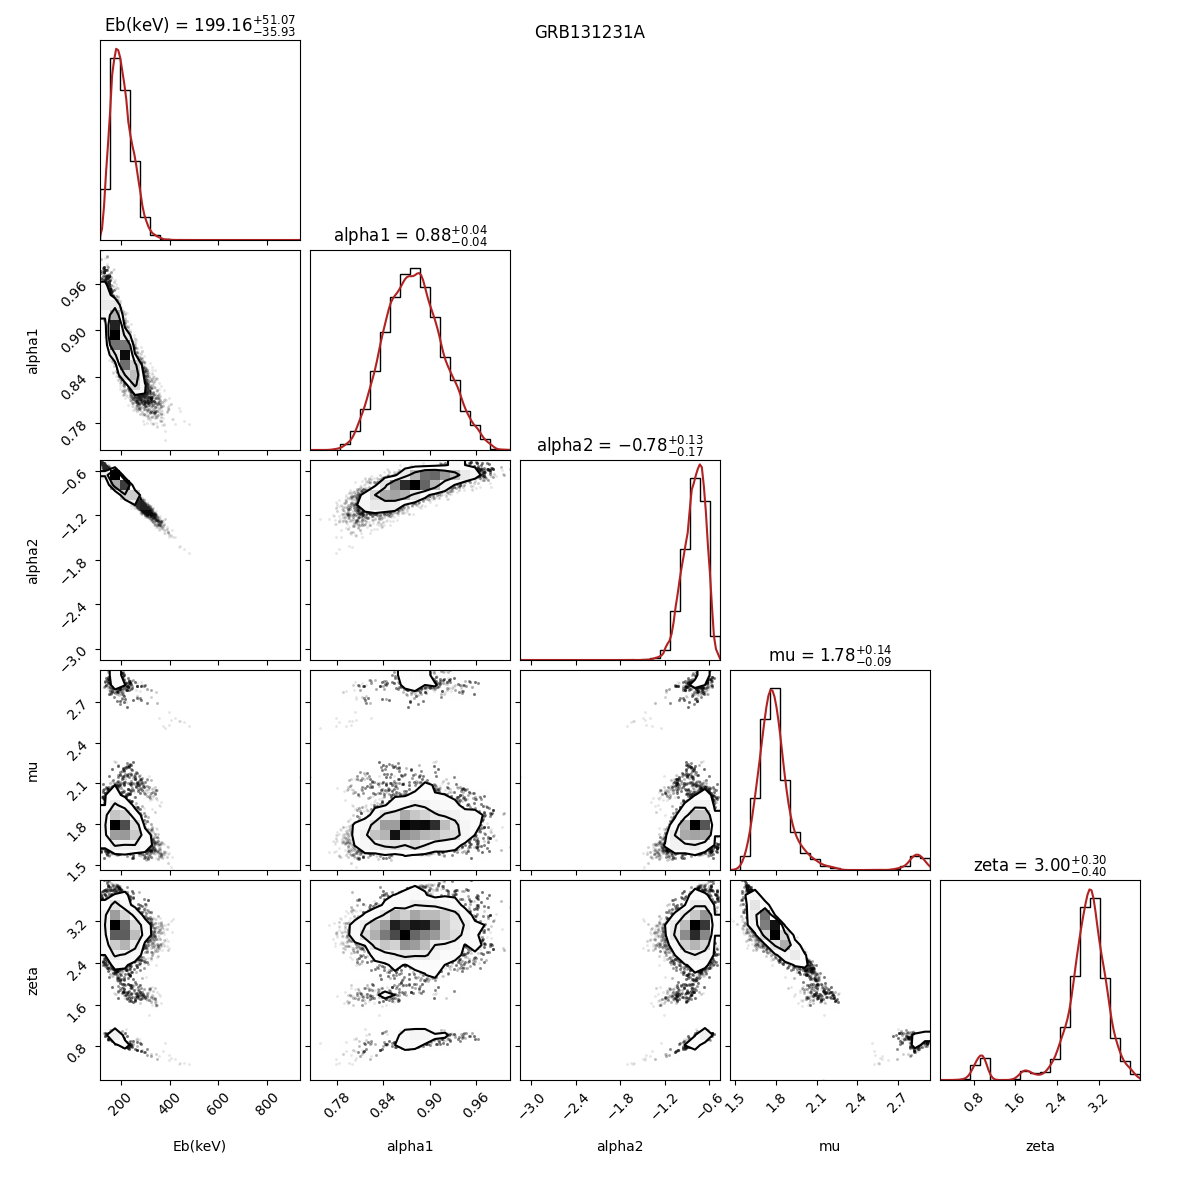 GRB131231A
Eb(keV) = 199.16+51.07−35.93
alpha1 = 0.88+0.04−0.04
0.96
0.90
0.84
0.78
alpha1
alpha2 = −0.78+0.13−0.17
−0.6
−1.2
−1.8
−2.4
−3.0
alpha2
mu = 1.78+0.14−0.09
2.7
2.4
2.1
1.8
1.5
mu
zeta = 3.00+0.30−0.40
3.2
2.4
1.6
0.8
zeta
200 400 600 800
0.78 0.84 0.90 0.96
−3.0 −2.4 −1.8 −1.2 −0.6
1.5 1.8 2.1 2.4 2.7
0.8 1.6 2.4 3.2
Eb(keV) alpha1 alpha2 mu zeta